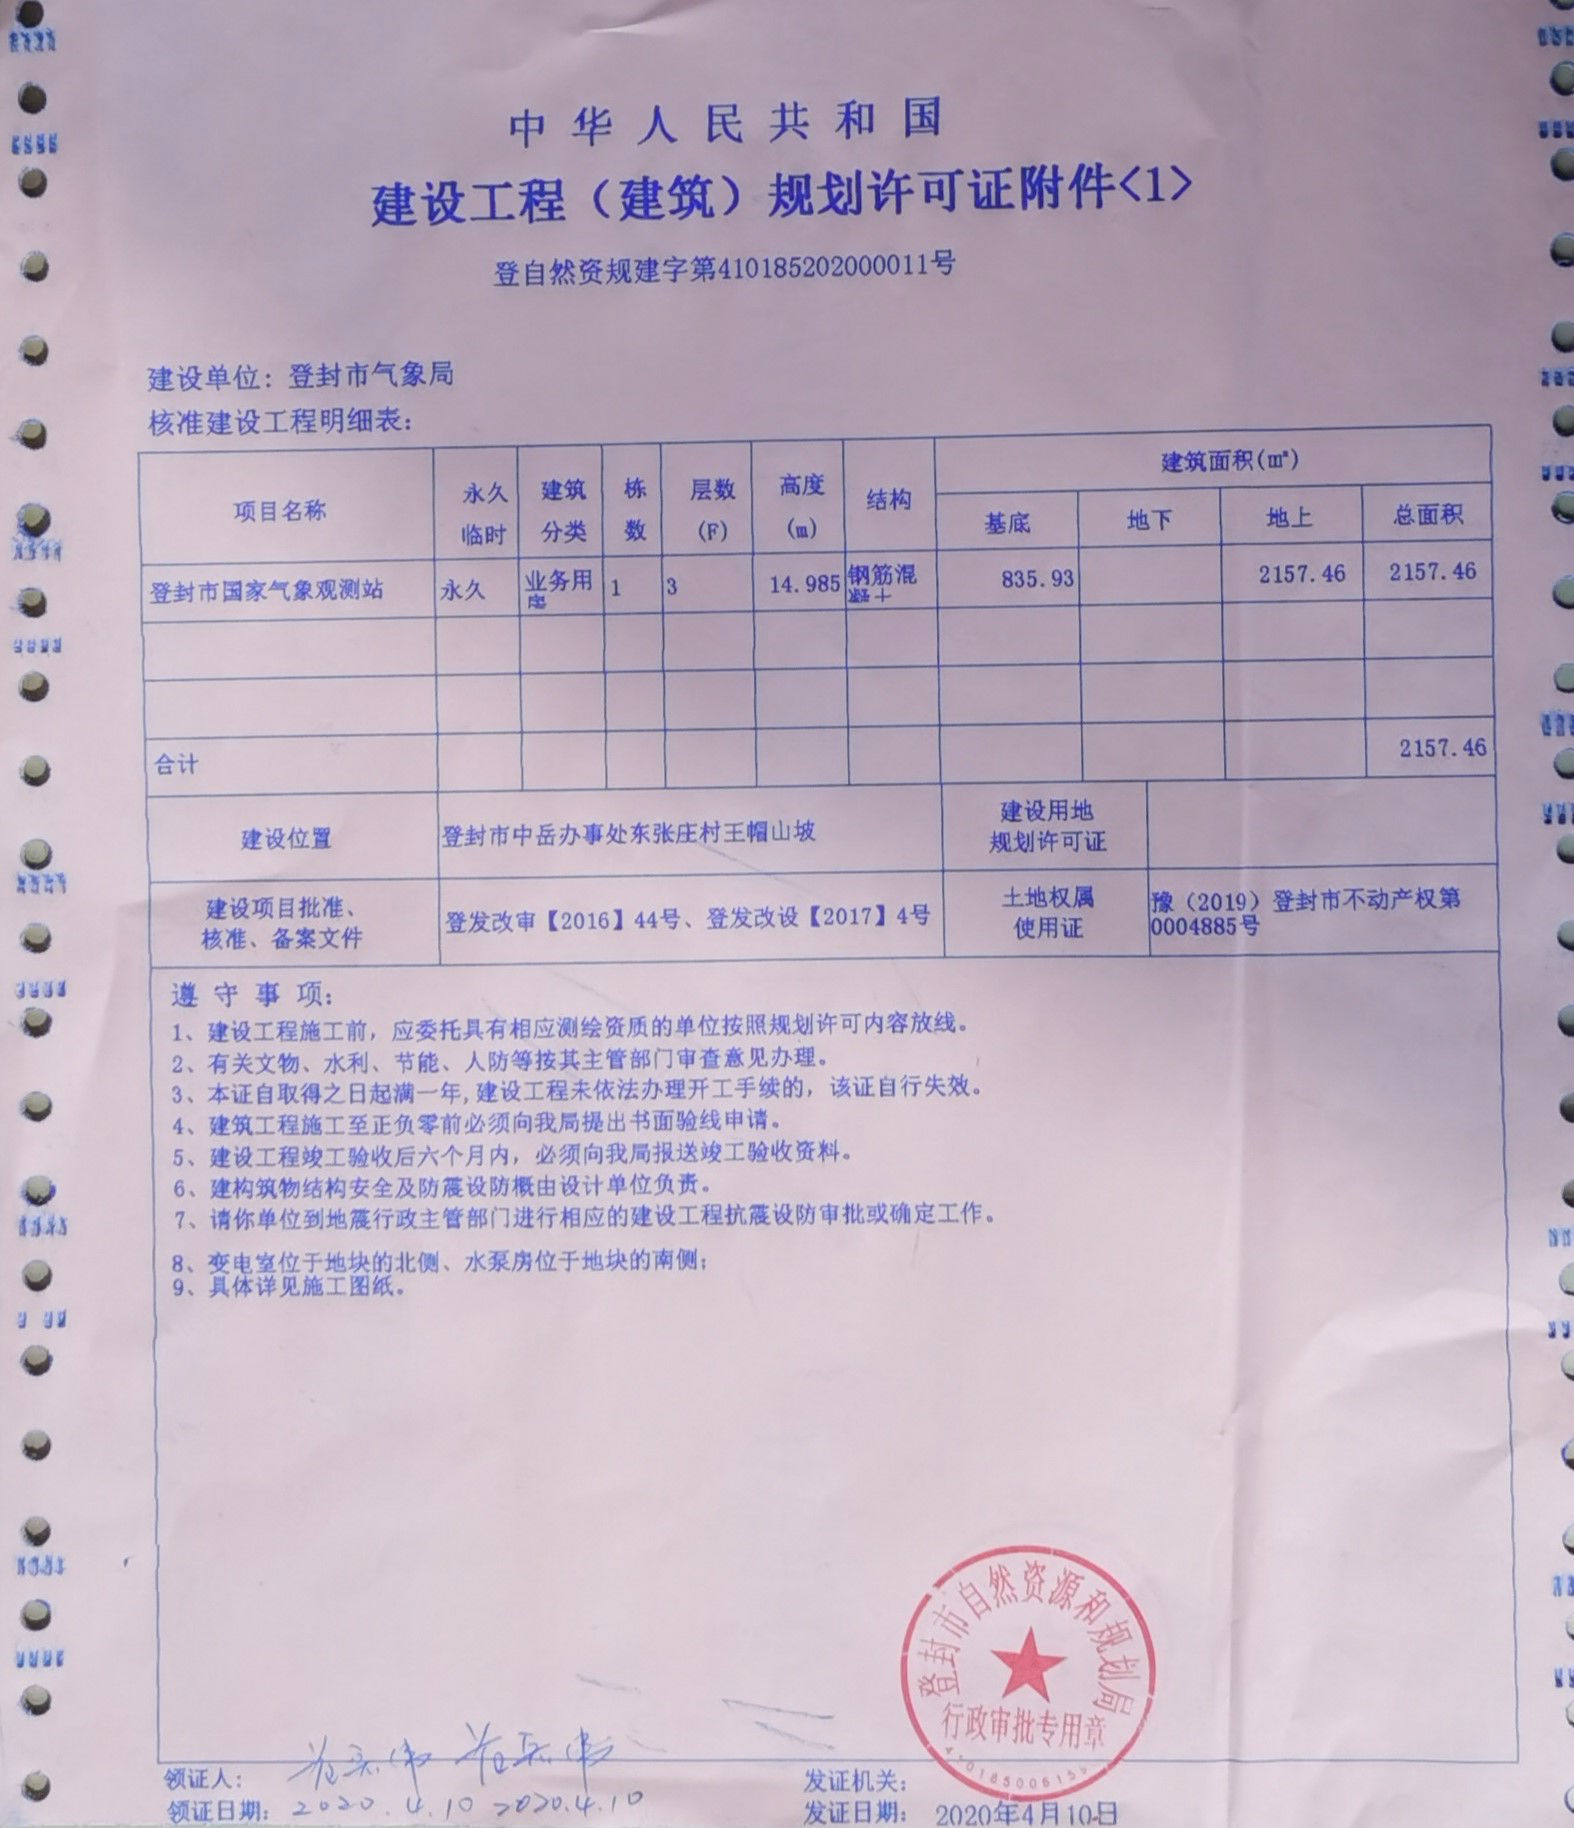 中华人民共和国
建设工程（建筑）规划许可证附件<1>
登自然资规建字第410185202000011号
建设单位：登封市气象局
核准建设工程明细表：
项目名称 永久临时 建筑分类 栋数 层数(F) 高度(m) 结构 建筑面积(㎡)
基底 地下 地上 总面积
登封市国家气象观测站 永久 业务用房 1 3 14.985 钢筋混凝土 835.93 2157.46 2157.46
合计 2157.46
建设位置 登封市中岳办事处东张庄村王帽山坡 建设用地规划许可证
建设项目批准、核准、备案文件 登发改审【2016】44号、登发改设【2017】4号 土地权属使用证 豫（2019）登封市不动产权第0004885号
遵守事项：
1、建设工程施工前，应委托具有相应测绘资质的单位按照规划许可内容放线。
2、有关文物、水利、节能、人防等按其主管部门审查意见办理。
3、本证自取得之日起满一年,建设工程未依法办理开工手续的，该证自行失效。
4、建筑工程施工至正负零前必须向我局提出书面验线申请。
5、建设工程竣工验收后六个月内，必须向我局报送竣工验收资料。
6、建构筑物结构安全及防震设防概由设计单位负责。
7、请你单位到地震行政主管部门进行相应的建设工程抗震设防审批或确定工作。
8、变电室位于地块的北侧、水泵房位于地块的南侧；
9、具体详见施工图纸。
登封市自然资源和规划局
行政审批专用章
领证人：
发证机关：
领证日期：2020.4.10 2020.4.10
发证日期：2020年4月10日